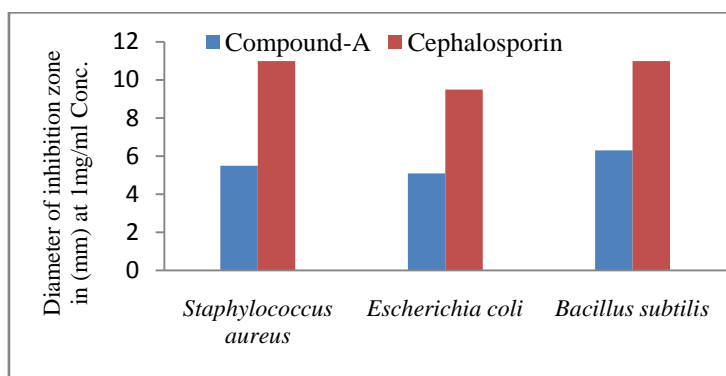 Diameter of inhibition zone
in (mm) at 1mg/ml Conc.
12
10
8
6
4
2
0
Compound-A
Cephalosporin
Staphylococcus
aureus
Escherichia coli
Bacillus subtilis